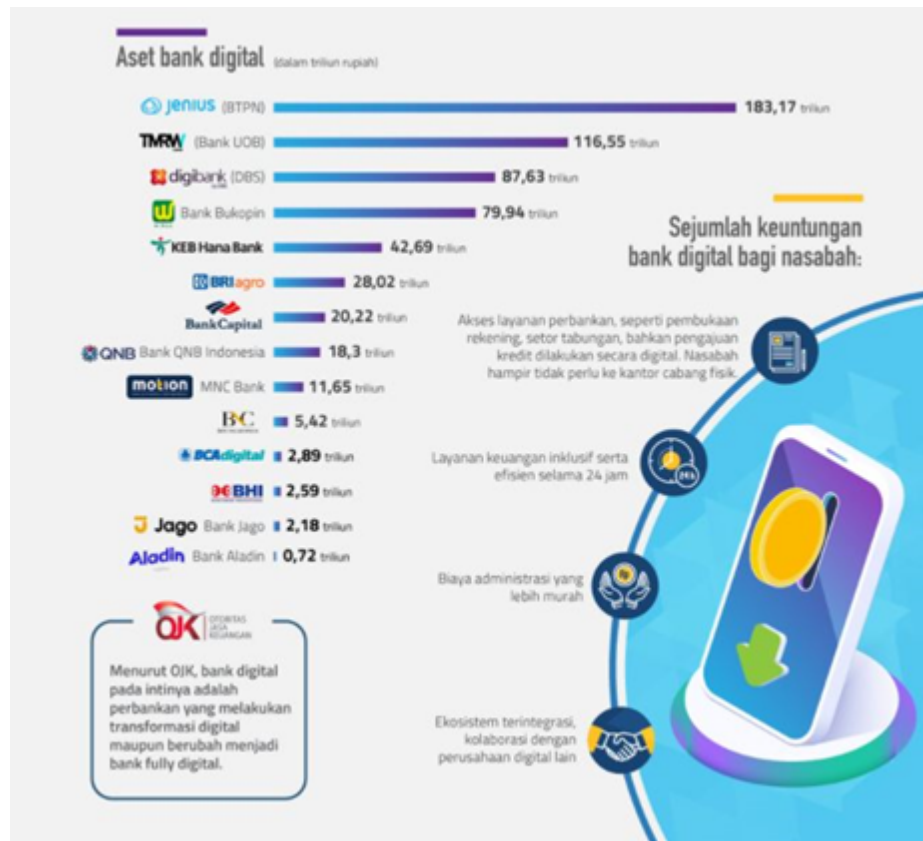 Aset bank digital (dalam triliun rupiah)
jenius (BTPN) 183,17 triliun
TMRW (Bank UOB) 116,55 triliun
digibank (DBS) 87,63 triliun
Bank Bukopin 79,94 triliun
KEB Hana Bank 42,69 triliun
BRI agro 28,02 triliun
BankCapital 20,22 triliun
QNB Bank QNB Indonesia 18,3 triliun
motion MNC Bank 11,65 triliun
BNC 5,42 triliun
BCAdigital 2,89 triliun
BHI 2,59 triliun
Jago Bank Jago 2,18 triliun
Aladin Bank Aladin 0,72 triliun
OJK OTORITAS
JASA
KEUANGAN
Menurut OJK, bank digital
pada intinya adalah
perbankan yang melakukan
transformasi digital
maupun berubah menjadi
bank fully digital.
Sejumlah keuntungan
bank digital bagi nasabah:
Akses layanan perbankan, seperti pembukaan
rekening, setor tabungan, bahkan pengajuan
kredit dilakukan secara digital. Nasabah
hampir tidak perlu ke kantor cabang fisik.
Layanan keuangan inklusif serta
efisien selama 24 jam
Biaya administrasi yang
lebih murah
Rp
Ekosistem terintegrasi,
kolaborasi dengan
perusahaan digital lain